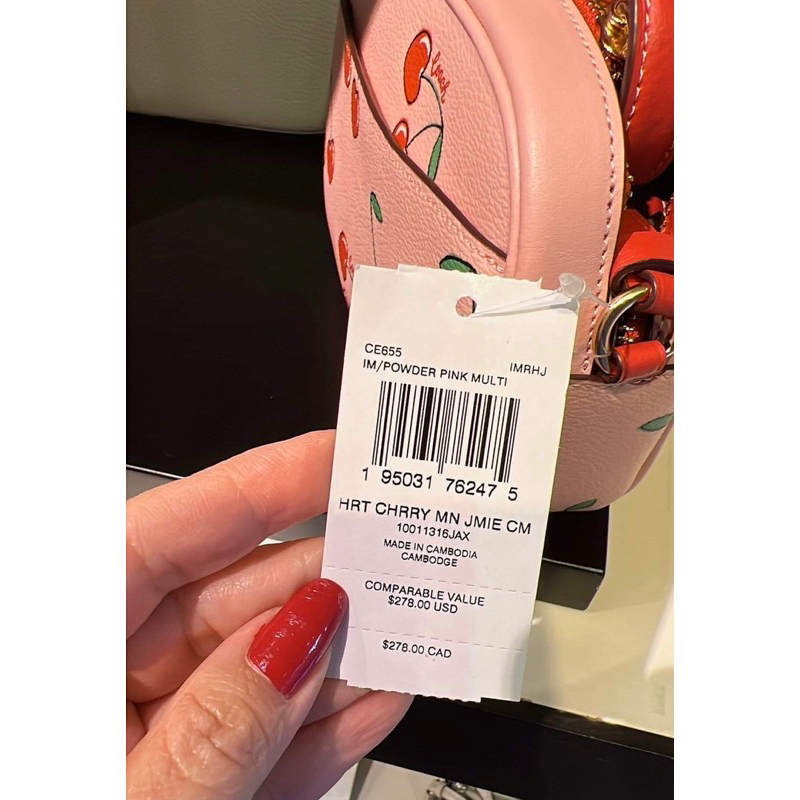 Coach
CE655
IMRHJ
IM/POWDER PINK MULTI
1 95031 76247 5
HRT CHRRY MN JMIE CM
10011316JAX
MADE IN CAMBODIA
CAMBODGE
COMPARABLE VALUE
$278.00 USD
$278.00 CAD